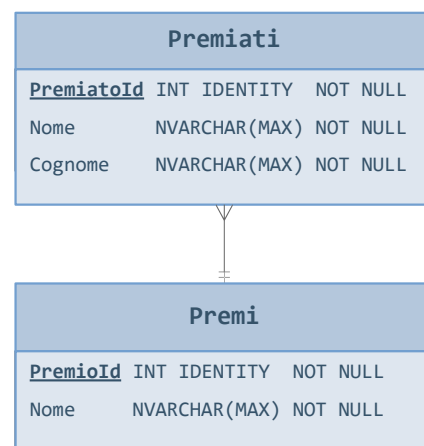 Premiati
PremiatoId INT IDENTITY NOT NULL
Nome NVARCHAR(MAX) NOT NULL
Cognome NVARCHAR(MAX) NOT NULL
Premi
PremioId INT IDENTITY NOT NULL
Nome NVARCHAR(MAX) NOT NULL